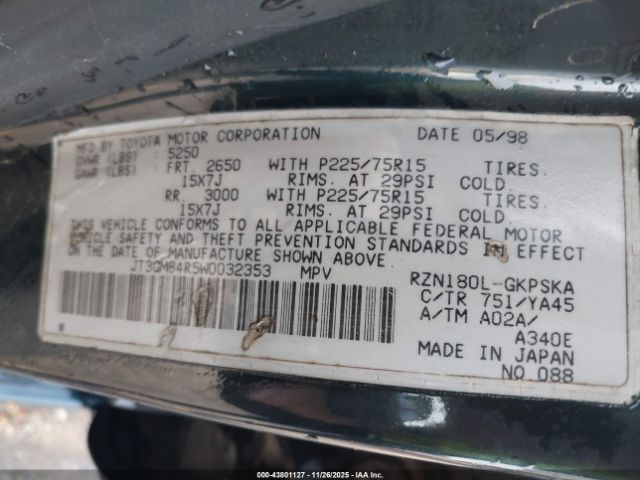 MFD BY TOYOTA MOTOR CORPORATION DATE 05/98
GVWR (LBS) 5250
GAWR (LBS) FRT. 2650 WITH P225/75R15 TIRES.
15X7J RIMS. AT 29PSI COLD.
RR. 3000 WITH P225/75R15 TIRES.
15X7J RIMS. AT 29PSI COLD.
THIS VEHICLE CONFORMS TO ALL APPLICABLE FEDERAL MOTOR
VEHICLE SAFETY AND THEFT PREVENTION STANDARDS IN EFFECT
ON THE DATE OF MANUFACTURE SHOWN ABOVE.
JT3GM84R5W0032353 MPV RZN180L-GKPSKA
C/TR 751/YA45
A/TM A02A/
A340E
MADE IN JAPAN
NO 088
00-43801127 - 11/26/2025 - IAA Inc.